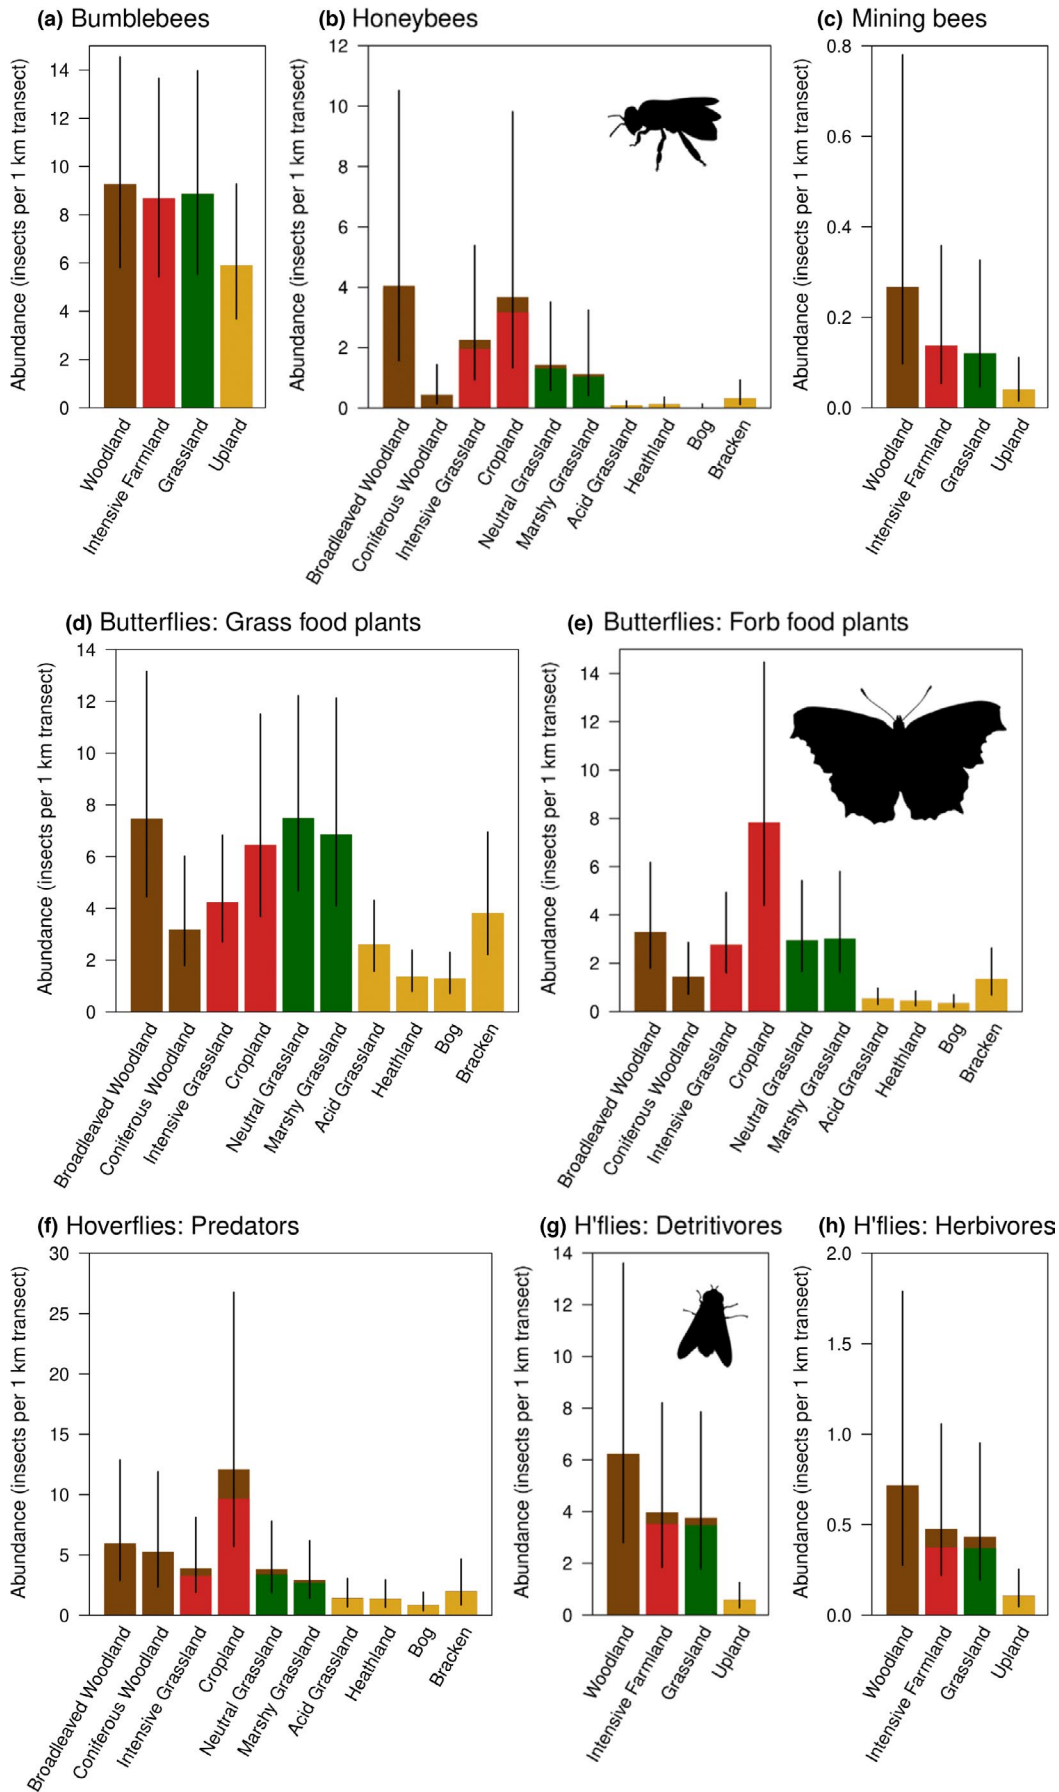 (a) Bumblebees
Abundance (insects per 1 km transect)
14
12
10
8
6
4
2
0
Woodland
Intensive Farmland
Grassland
Upland
(b) Honeybees
Abundance (insects per 1 km transect)
12
10
8
6
4
2
0
Broadleaved Woodland
Coniferous Woodland
Intensive Grassland
Cropland
Neutral Grassland
Marshy Grassland
Acid Grassland
Heathland
Bog
Bracken
(c) Mining bees
Abundance (insects per 1 km transect)
0.8
0.6
0.4
0.2
0.0
Woodland
Intensive Farmland
Grassland
Upland
(d) Butterflies: Grass food plants
Abundance (insects per 1 km transect)
14
12
10
8
6
4
2
0
Broadleaved Woodland
Coniferous Woodland
Intensive Grassland
Cropland
Neutral Grassland
Marshy Grassland
Acid Grassland
Heathland
Bog
Bracken
(e) Butterflies: Forb food plants
Abundance (insects per 1 km transect)
14
12
10
8
6
4
2
0
Broadleaved Woodland
Coniferous Woodland
Intensive Grassland
Cropland
Neutral Grassland
Marshy Grassland
Acid Grassland
Heathland
Bog
Bracken
(f) Hoverflies: Predators
Abundance (insects per 1 km transect)
30
25
20
15
10
5
0
Broadleaved Woodland
Coniferous Woodland
Intensive Grassland
Cropland
Neutral Grassland
Marshy Grassland
Acid Grassland
Heathland
Bog
Bracken
(g) H'flies: Detritivores
Abundance (insects per 1 km transect)
14
12
10
8
6
4
2
0
Woodland
Intensive Farmland
Grassland
Upland
(h) H'flies: Herbivores
Abundance (insects per 1 km transect)
2.0
1.5
1.0
0.5
0.0
Woodland
Intensive Farmland
Grassland
Upland